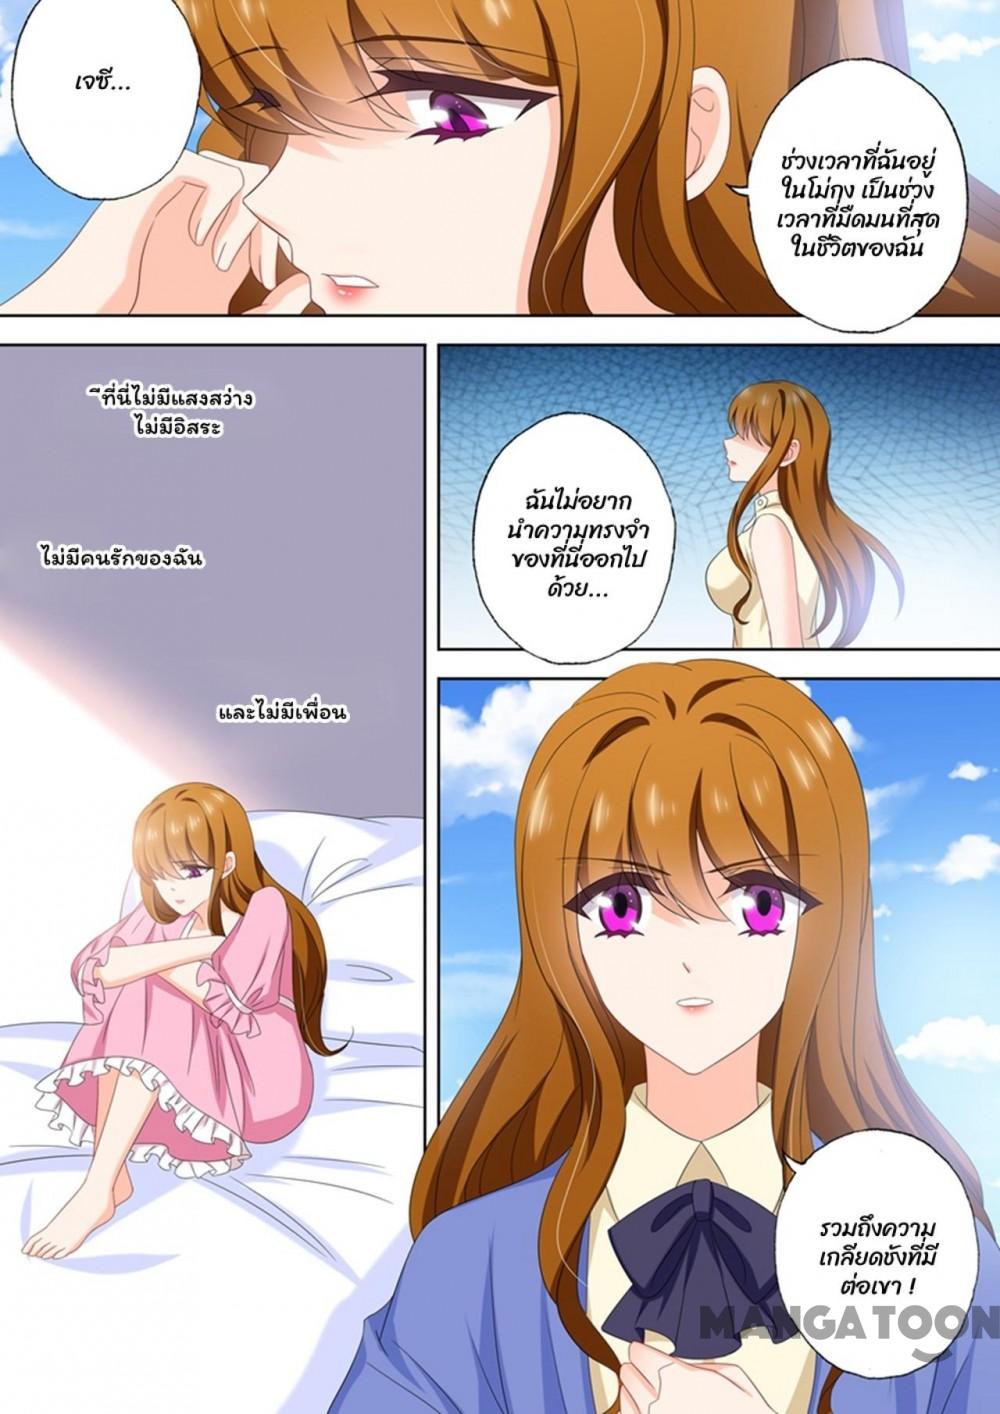 เจซี...
ช่วงเวลาที่ฉันอยู่
ในโม่กง เป็นช่วง
เวลาที่มืดมนที่สุด
ในชีวิตของฉัน
ที่นี่ไม่มีแสงสว่าง
ไม่มีอิสระ
ไม่มีคนรักของฉัน
และไม่มีเพื่อน
ฉันไม่อยาก
นำความทรงจำ
ของที่นี่ออกไป
ด้วย...
รวมถึงความ
เกลียดชังที่มี
ต่อเขา !
MANGATOON